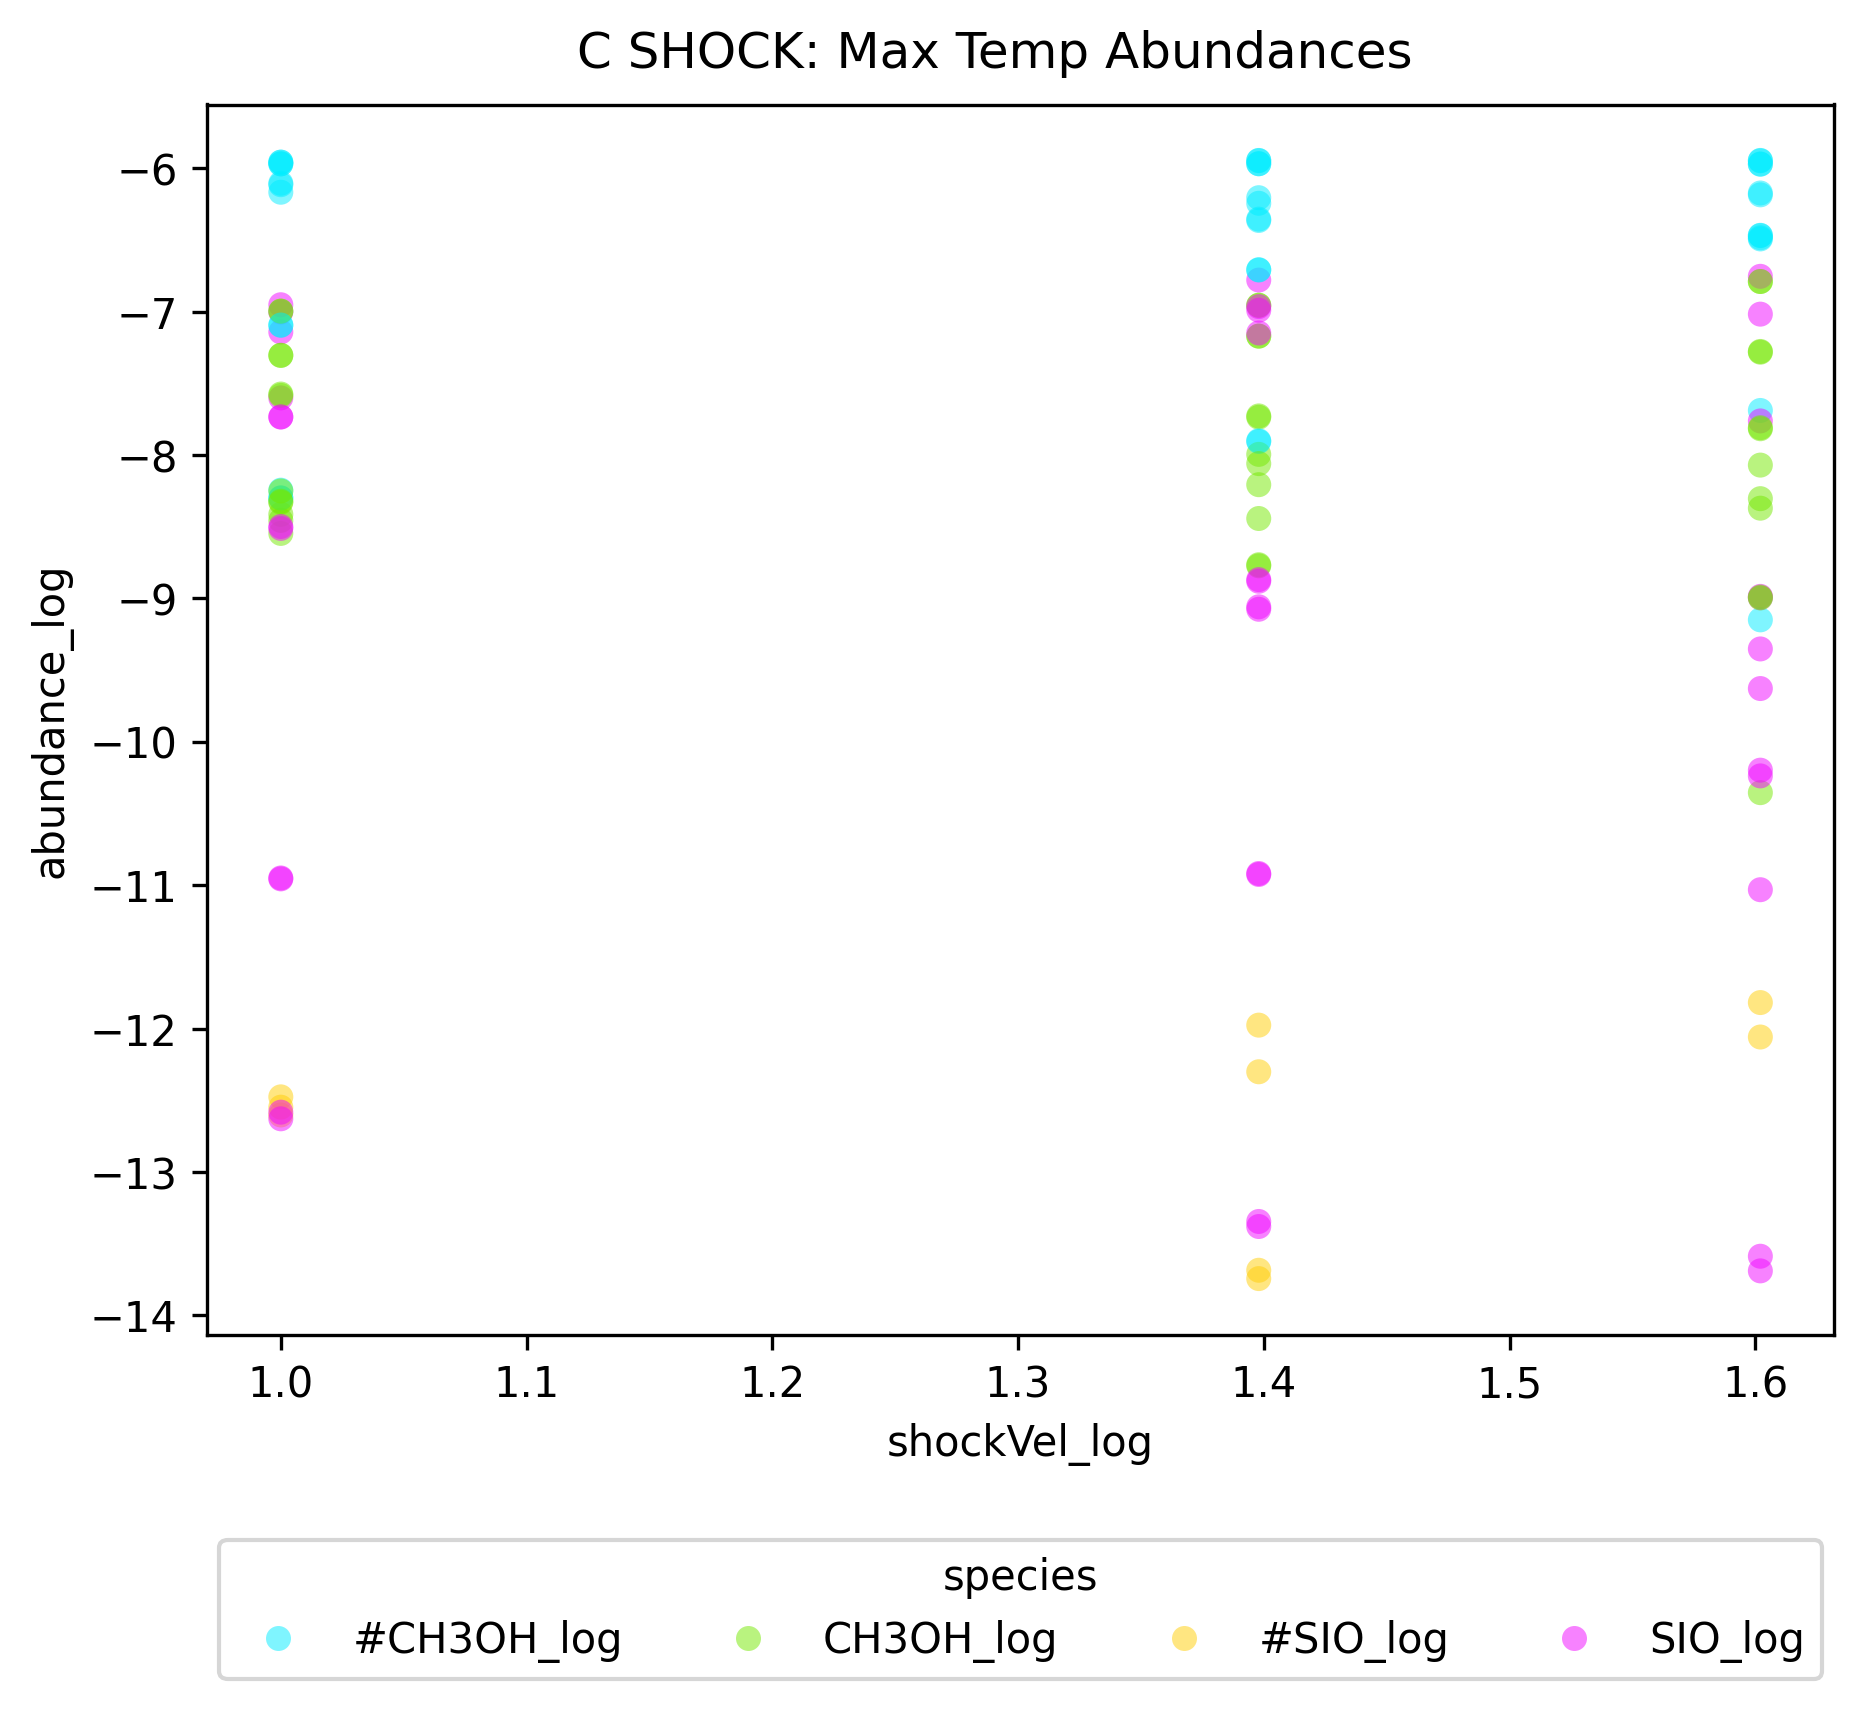 C SHOCK: Max Temp Abundances
−6
−7
−8
−9
−10
−11
−12
−13
−14
abundance_log
1.0 1.1 1.2 1.3 1.4 1.5 1.6
shockVel_log
species
#CH3OH_log CH3OH_log #SIO_log SIO_log